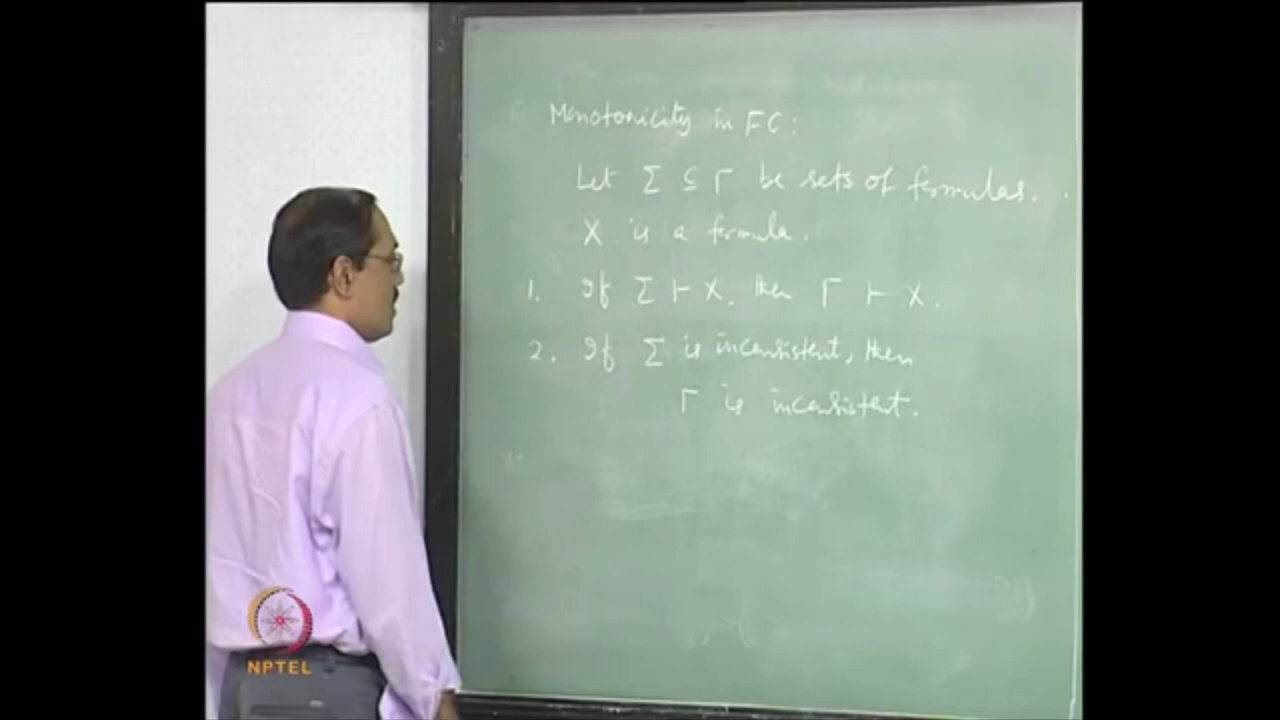 Monotonicity in FC:
Let Σ ⊆ Γ be sets of formulas.
X is a formula.
1. If Σ ⊢ X, then Γ ⊢ X.
2. If Σ is inconsistent, then
Γ is inconsistent.
NPTEL